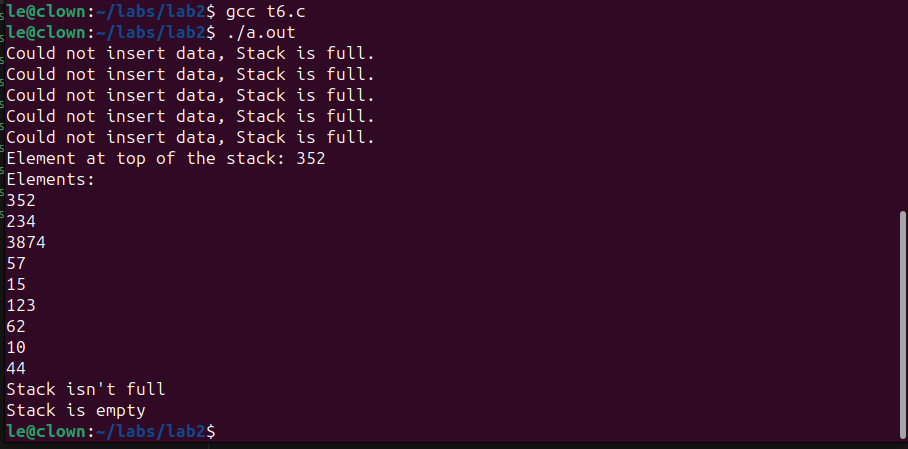 le@clown:~/labs/lab2$ gcc t6.c
le@clown:~/labs/lab2$ ./a.out
Could not insert data, Stack is full.
Could not insert data, Stack is full.
Could not insert data, Stack is full.
Could not insert data, Stack is full.
Could not insert data, Stack is full.
Element at top of the stack: 352
Elements:
352
234
3874
57
15
123
62
10
44
Stack isn't full
Stack is empty
le@clown:~/labs/lab2$